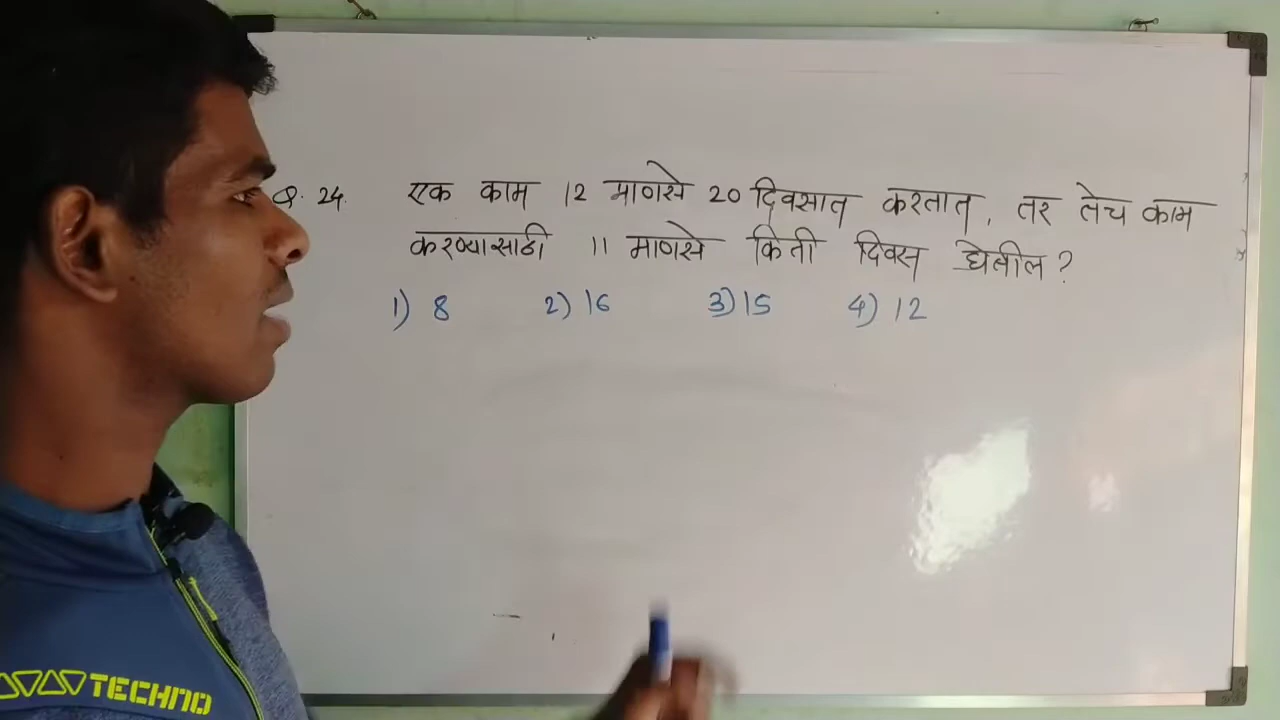 Q. 24. एक काम 12 माणसे 20 दिवसात करतात, तर तेच काम
करण्यासाठी 11 माणसे किती दिवस घेतील ?
1) 8 2) 16 3) 15 4) 12
TECHNO